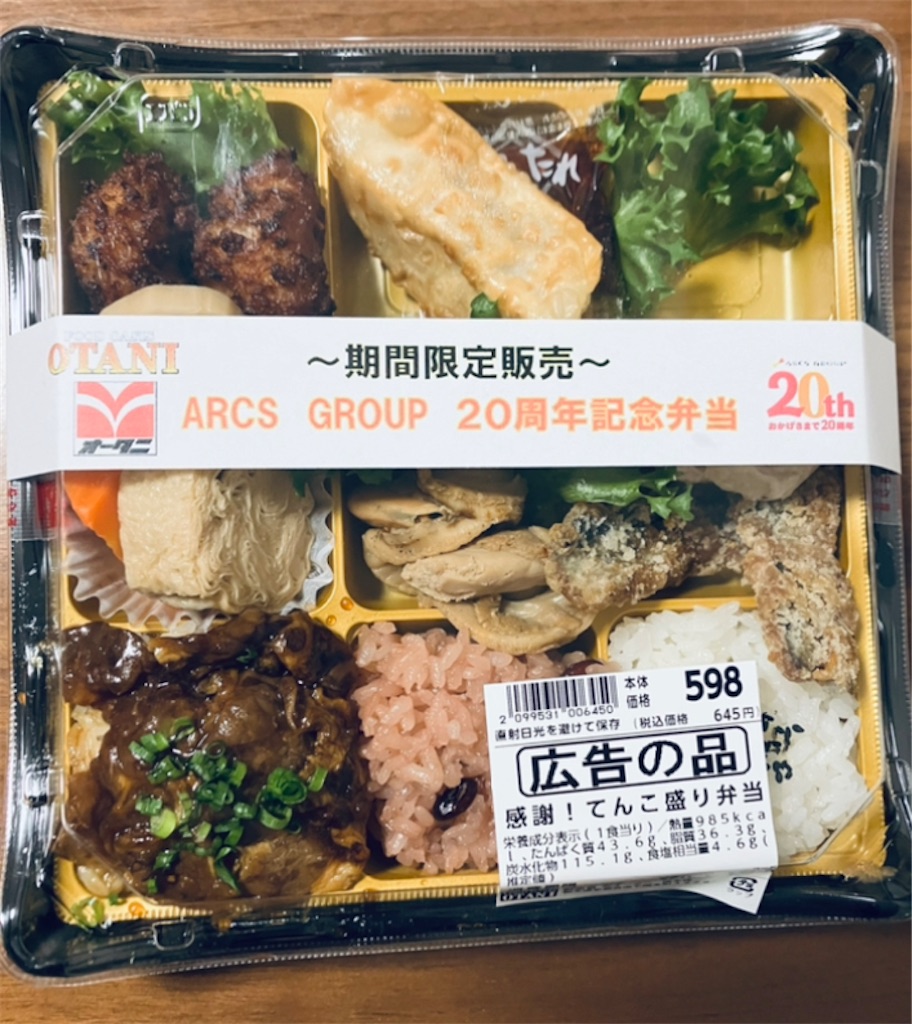 たれ
OTANI
～期間限定販売～
オータニ
ARCS GROUP 20周年記念弁当
20th
おかげさまで20周年
本体
価格
598
2 099531 006450
直射日光を避けて保存
(税込価格 645円)
広告の品
感謝！てんこ盛り弁当
栄養成分表示(1食当り)/熱量985kca
l、たんぱく質43.6g、脂質36.3g、
炭水化物115.1g、食塩相当量4.6g(
推定値)
OTANI